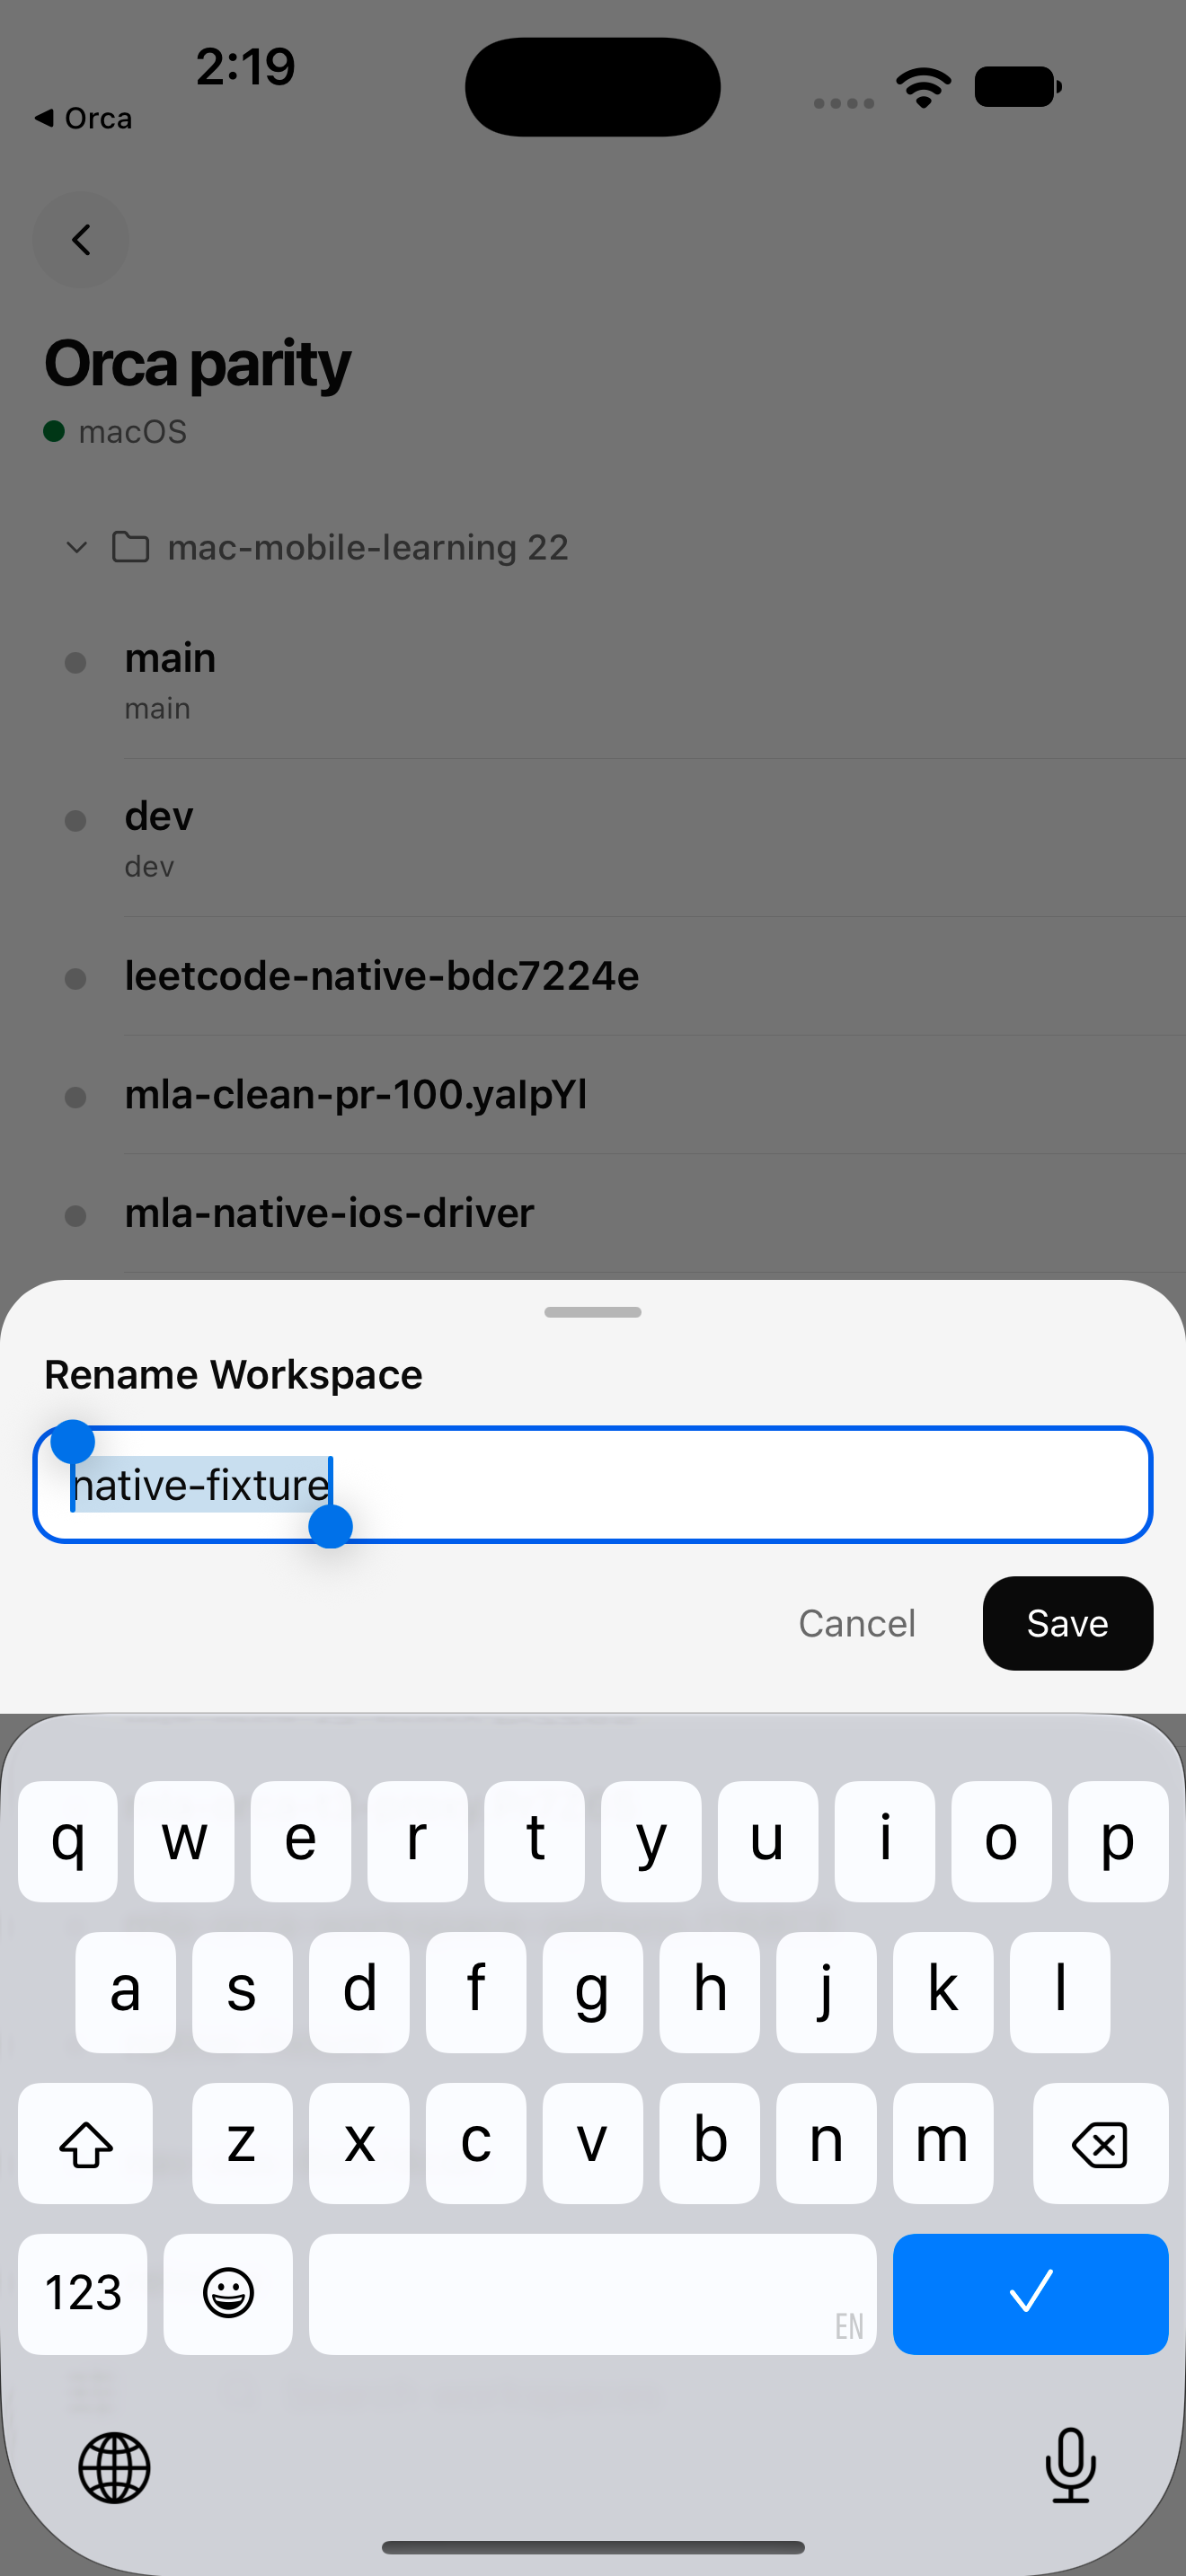 2:19
Orca
Orca parity
macOS
mac-mobile-learning 22
main
main
dev
dev
leetcode-native-bdc7224e
mla-clean-pr-100.yaIpYl
mla-native-ios-driver
Rename Workspace
native-fixture
Cancel
Save
q w e r t y u i o p
a s d f g h j k l
z x c v b n m
123
EN